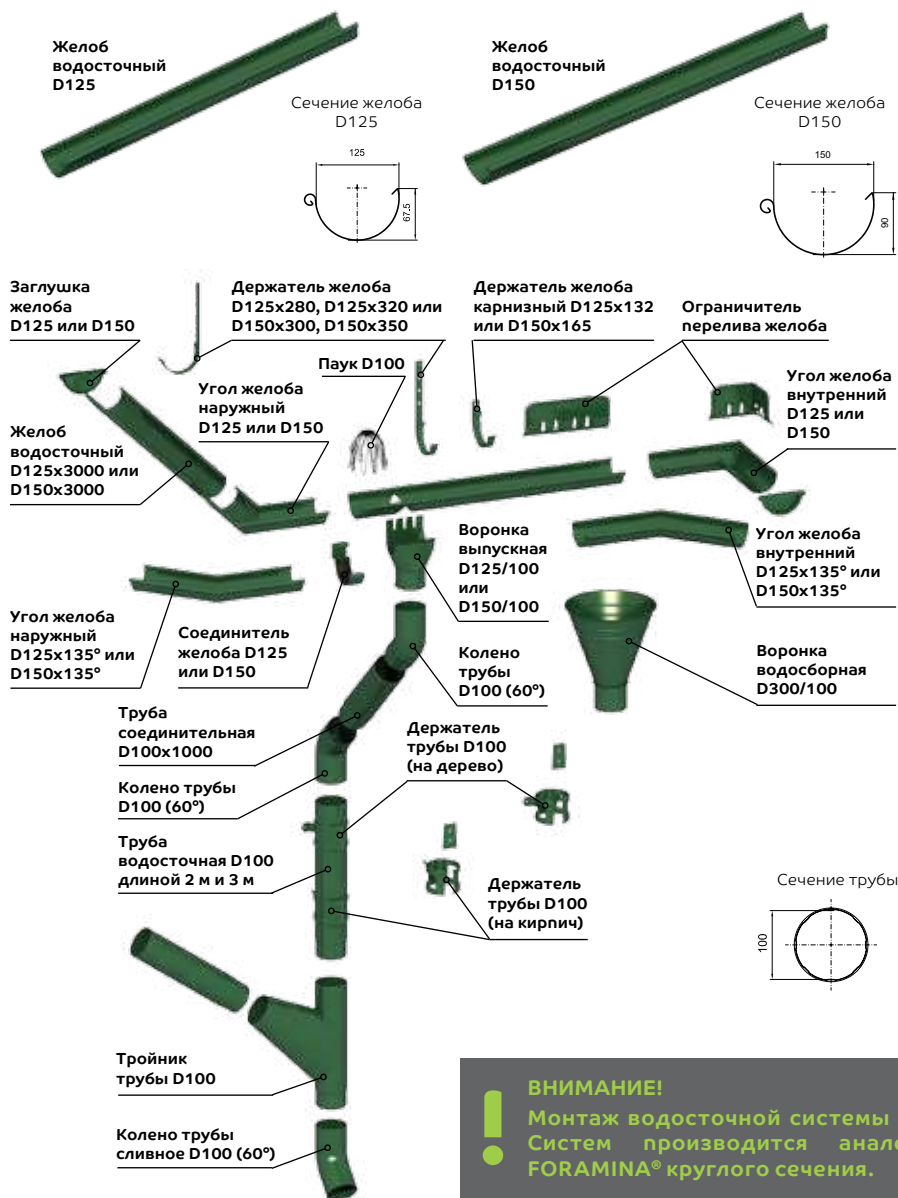 Желоб
водосточный
D125
Сечение желоба
D125
125
67.5
Желоб
водосточный
D150
Сечение желоба
D150
150
90
Заглушка
желоба
D125 или D150
Держатель желоба
D125x280, D125x320 или
D150x300, D150x350
Держатель желоба
карнизный D125x132
или D150x165
Ограничитель
перелива желоба
Паук D100
Угол желоба
наружный
D125 или D150
Угол желоба
внутренний
D125 или
D150
Желоб
водосточный
D125x3000 или
D150x3000
Воронка
выпускная
D125/100
или
D150/100
Угол желоба
внутренний
D125x135° или
D150x135°
Угол желоба
наружный
D125x135° или
D150x135°
Соединитель
желоба D125
или D150
Колено
трубы
D100 (60°)
Воронка
водосборная
D300/100
Труба
соединительная
D100x1000
Держатель
трубы D100
(на дерево)
Колено трубы
D100 (60°)
Труба
водосточная D100
длиной 2 м и 3 м
Держатель
трубы D100
(на кирпич)
Сечение трубы
100
Тройник
трубы D100
Колено трубы
сливное D100 (60°)
!
ВНИМАНИЕ!
Монтаж водосточной системы
Систем производится анало
FORAMINA® круглого сечения.